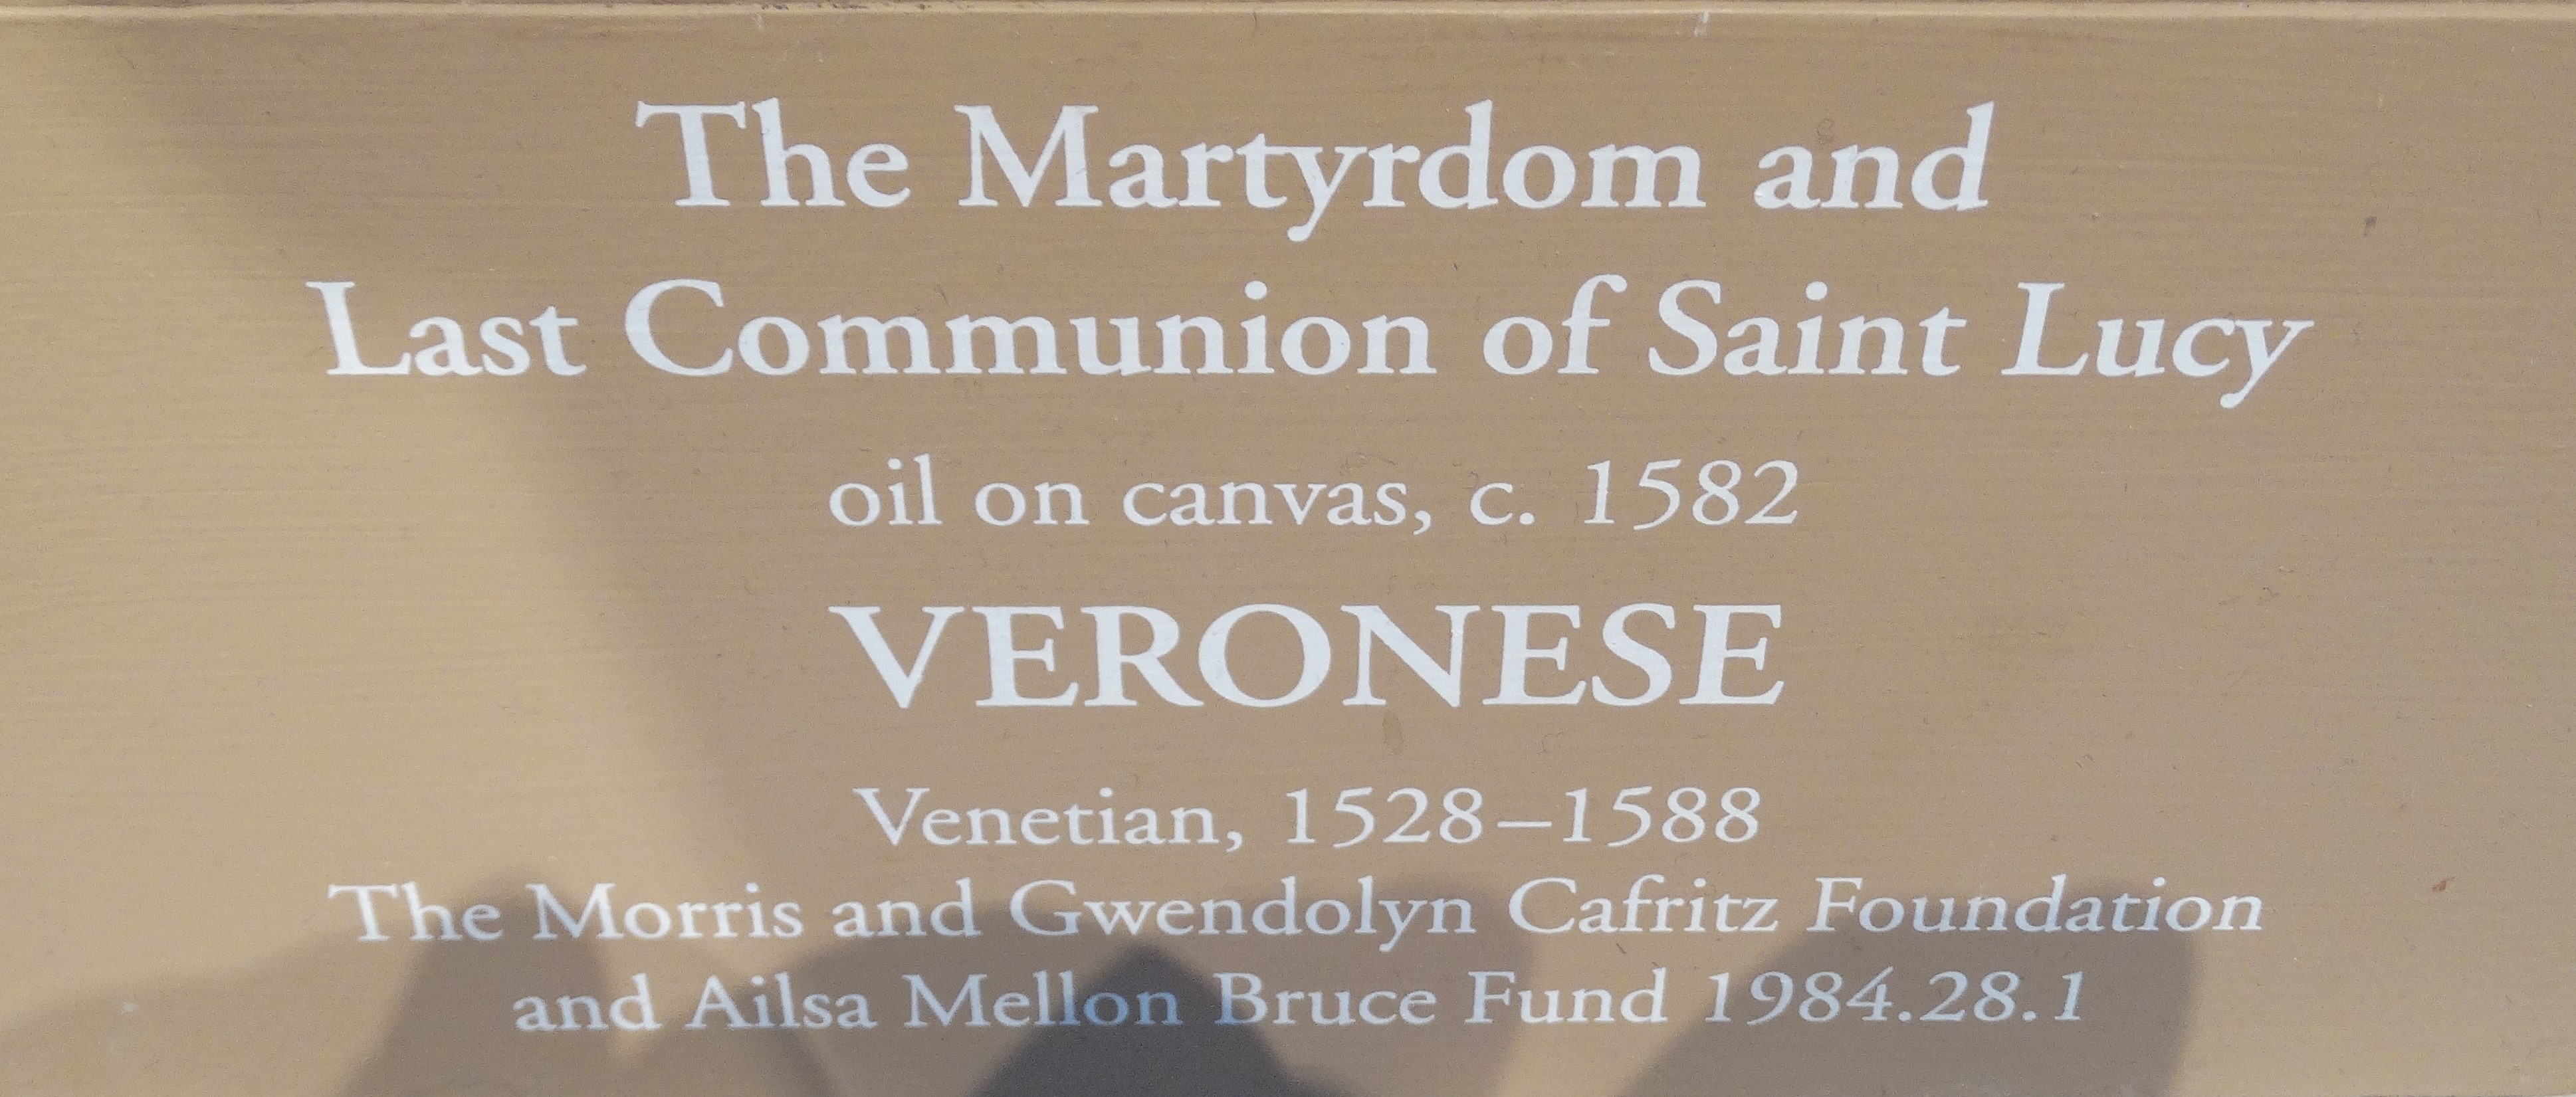 The Martyrdom and
Last Communion of Saint Lucy
oil on canvas, c. 1582
VERONESE
Venetian, 1528–1588
The Morris and Gwendolyn Cafritz Foundation
and Ailsa Mellon Bruce Fund 1984.28.1